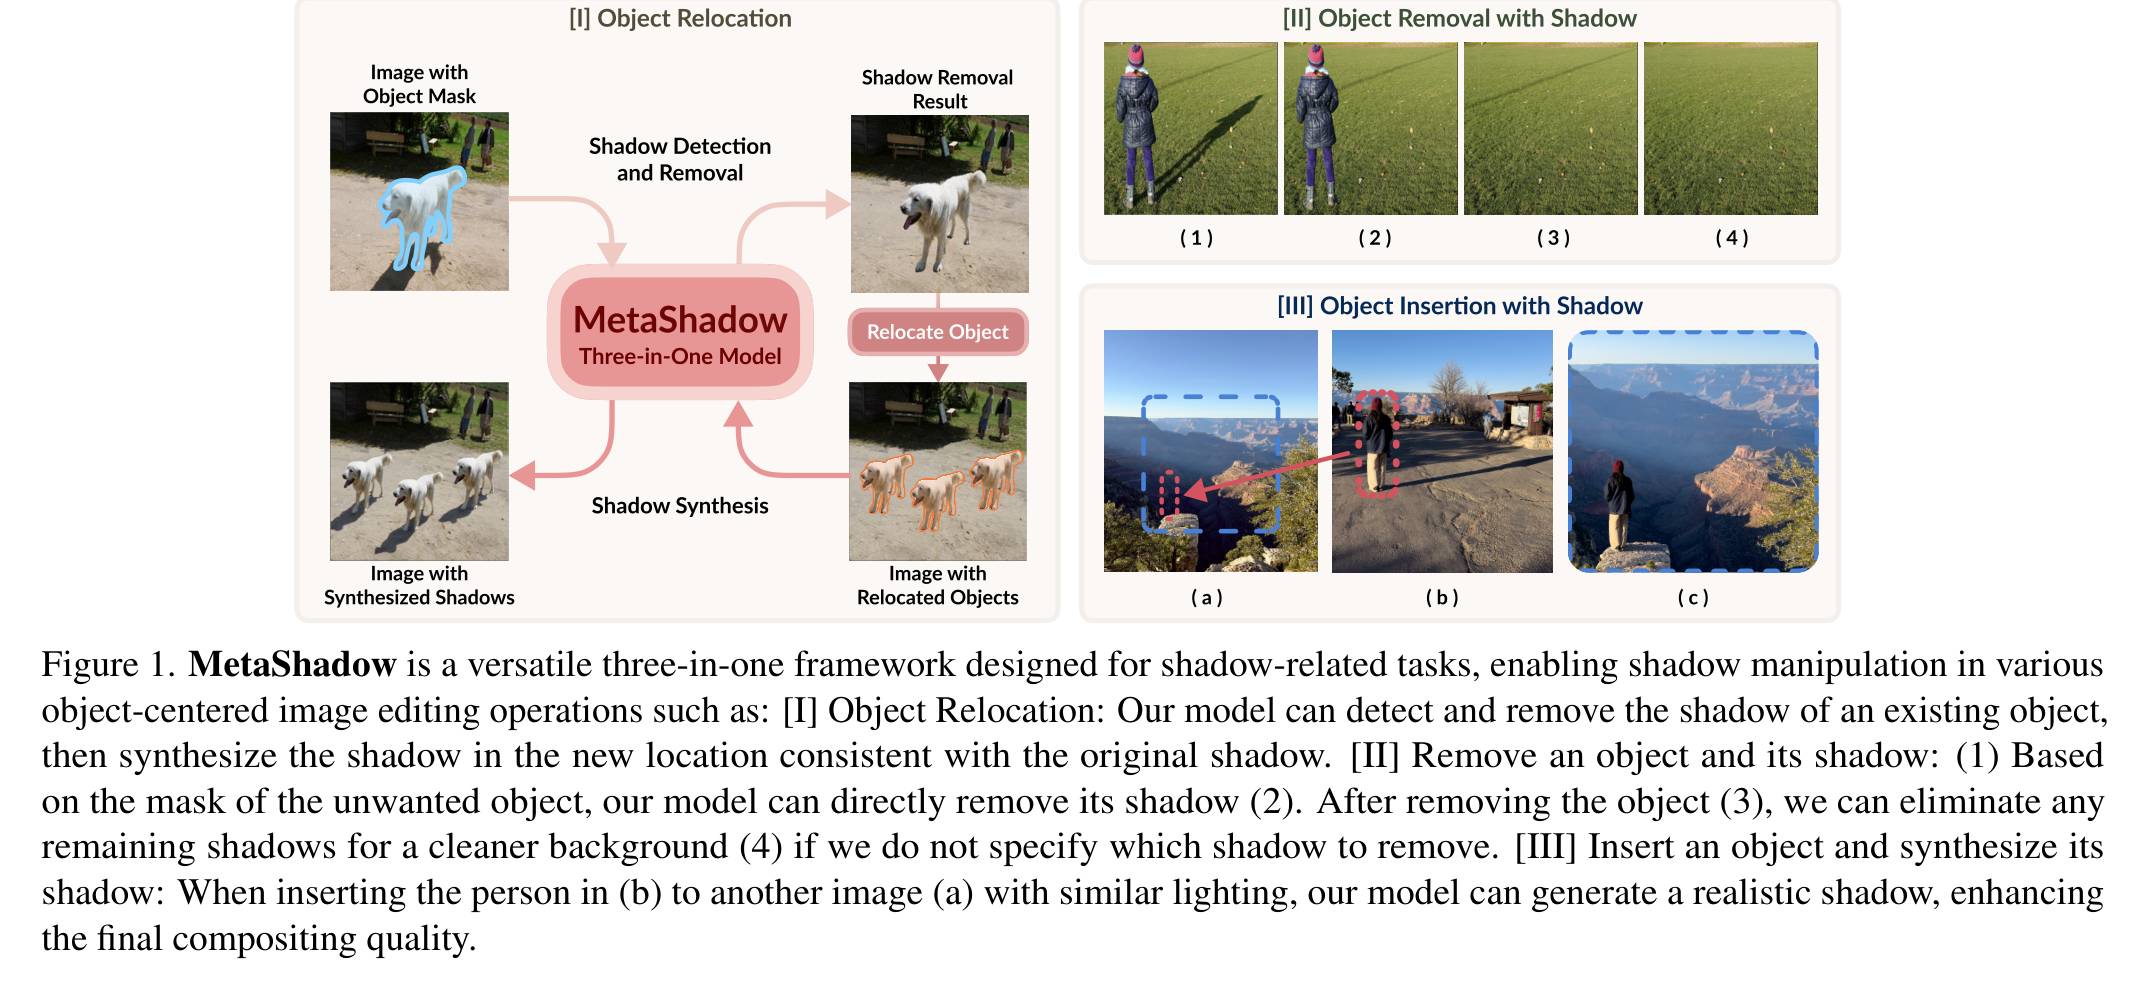 [I] Object Relocation
Image with
Object Mask
Shadow Detection
and Removal
Shadow Removal
Result
MetaShadow
Three-in-One Model
Relocate Object
Shadow Synthesis
Image with
Synthesized Shadows
Image with
Relocated Objects
[II] Object Removal with Shadow
(1) (2) (3) (4)
[III] Object Insertion with Shadow
(a) (b) (c)
Figure 1. MetaShadow is a versatile three-in-one framework designed for shadow-related tasks, enabling shadow manipulation in various
object-centered image editing operations such as: [I] Object Relocation: Our model can detect and remove the shadow of an existing object,
then synthesize the shadow in the new location consistent with the original shadow. [II] Remove an object and its shadow: (1) Based
on the mask of the unwanted object, our model can directly remove its shadow (2). After removing the object (3), we can eliminate any
remaining shadows for a cleaner background (4) if we do not specify which shadow to remove. [III] Insert an object and synthesize its
shadow: When inserting the person in (b) to another image (a) with similar lighting, our model can generate a realistic shadow, enhancing
the final compositing quality.